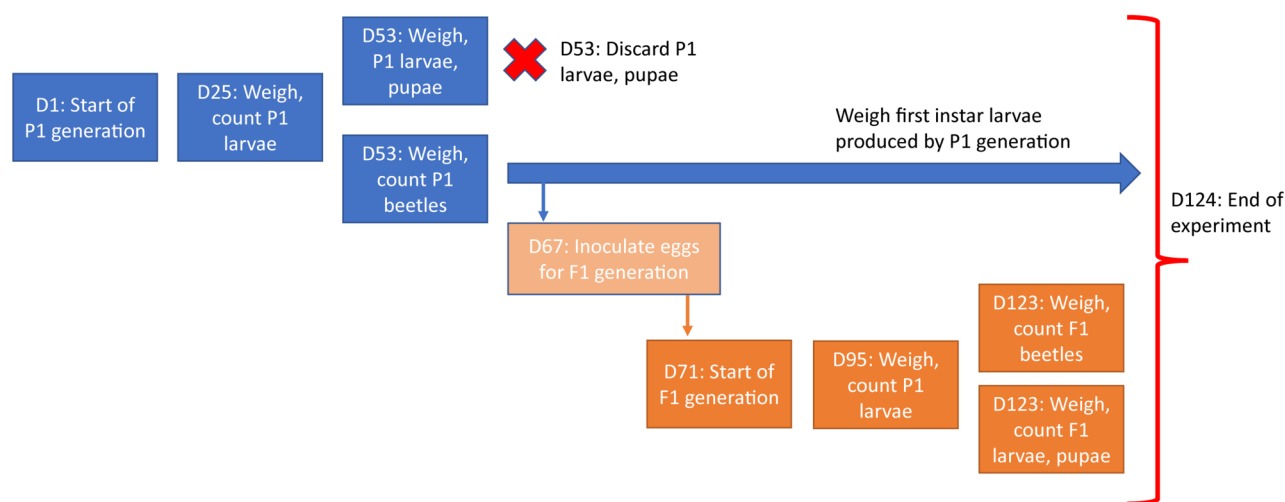 D1: Start of
P1 generation
D25: Weigh,
count P1
larvae
D53: Weigh,
P1 larvae,
pupae
D53: Discard P1
larvae, pupae
D53: Weigh,
count P1
beetles
Weigh first instar larvae
produced by P1 generation
D67: Inoculate eggs
for F1 generation
D71: Start of
F1 generation
D95: Weigh,
count P1
larvae
D123: Weigh,
count F1
beetles
D123: Weigh,
count F1
larvae, pupae
D124: End of
experiment